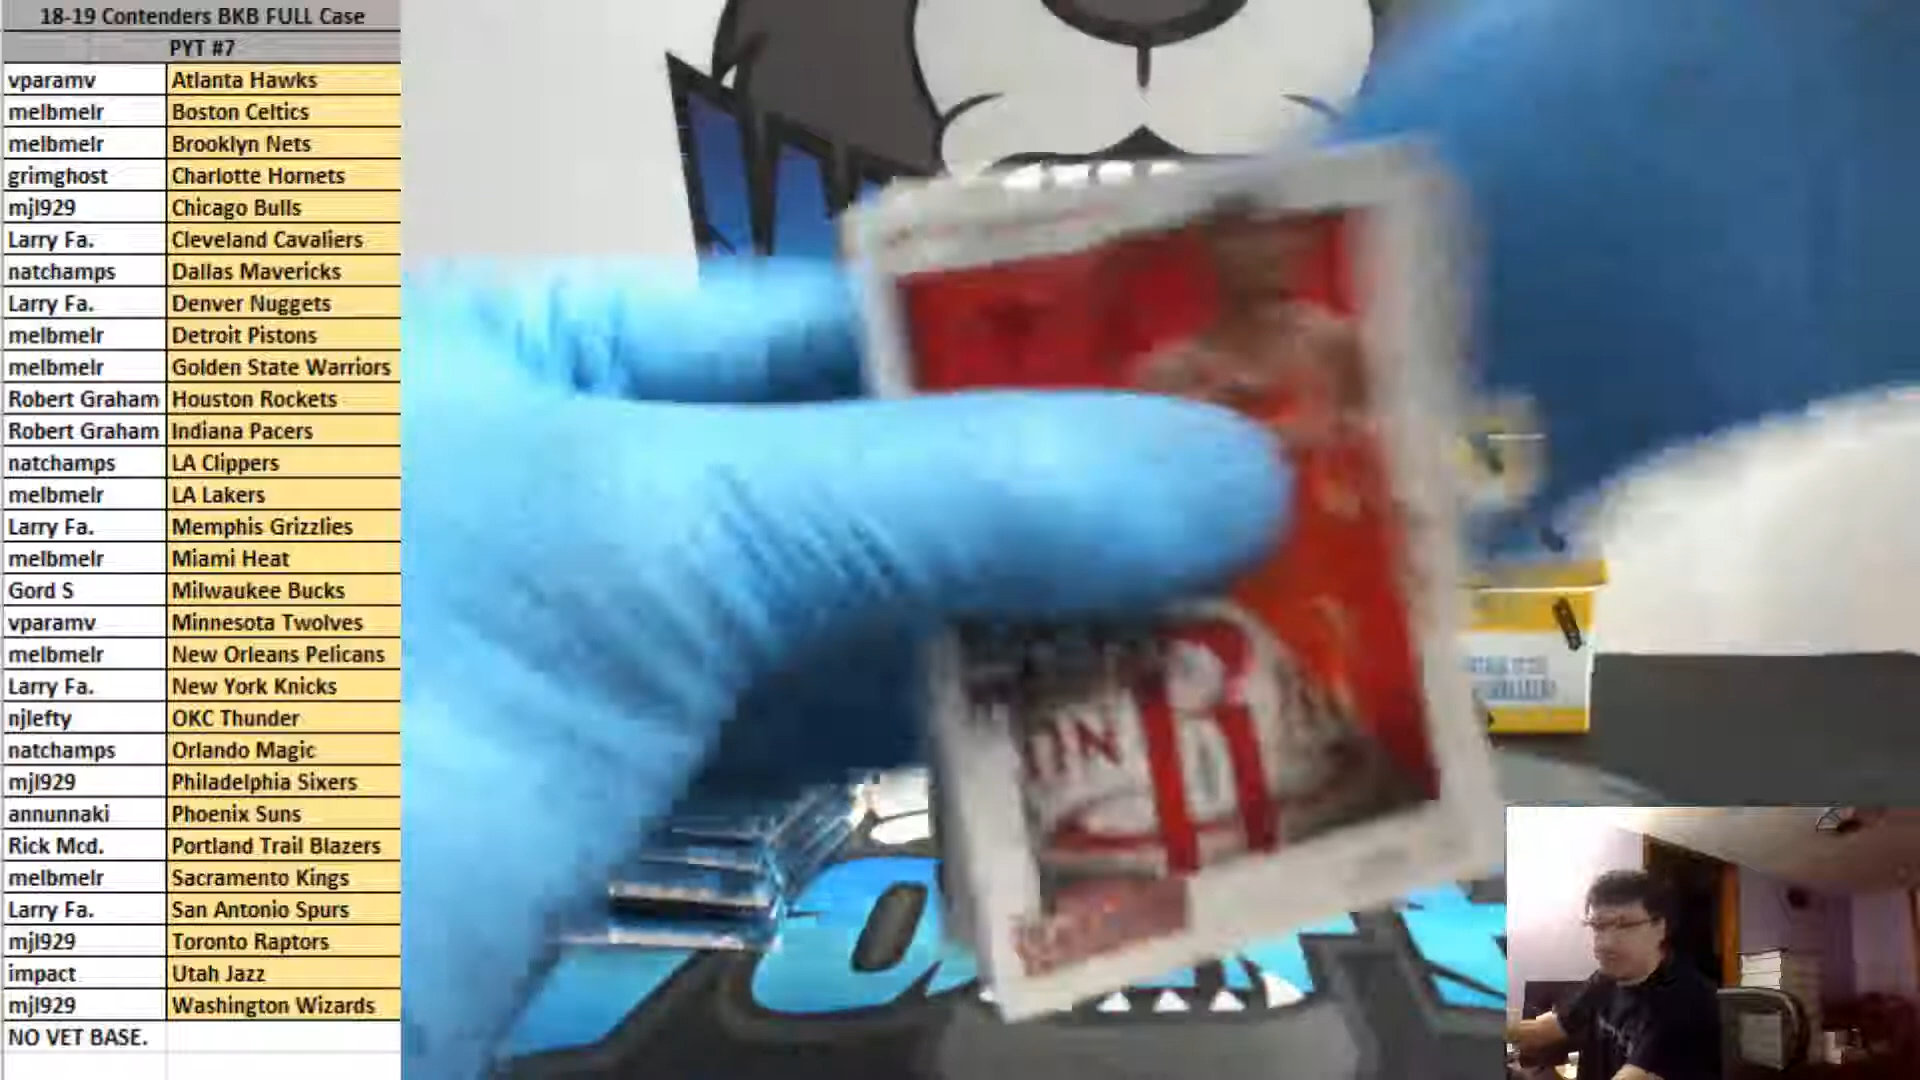 18-19 Contenders BKB FULL Case
PYT #7
vparamv Atlanta Hawks
melbmelr Boston Celtics
melbmelr Brooklyn Nets
grimghost Charlotte Hornets
mjl929 Chicago Bulls
Larry Fa. Cleveland Cavaliers
natchamps Dallas Mavericks
Larry Fa. Denver Nuggets
melbmelr Detroit Pistons
melbmelr Golden State Warriors
Robert Graham Houston Rockets
Robert Graham Indiana Pacers
natchamps LA Clippers
melbmelr LA Lakers
Larry Fa. Memphis Grizzlies
melbmelr Miami Heat
Gord S Milwaukee Bucks
vparamv Minnesota Twolves
melbmelr New Orleans Pelicans
Larry Fa. New York Knicks
njlefty OKC Thunder
natchamps Orlando Magic
mjl929 Philadelphia Sixers
annunnaki Phoenix Suns
Rick Mcd. Portland Trail Blazers
melbmelr Sacramento Kings
Larry Fa. San Antonio Spurs
mjl929 Toronto Raptors
impact Utah Jazz
mjl929 Washington Wizards
NO VET BASE.